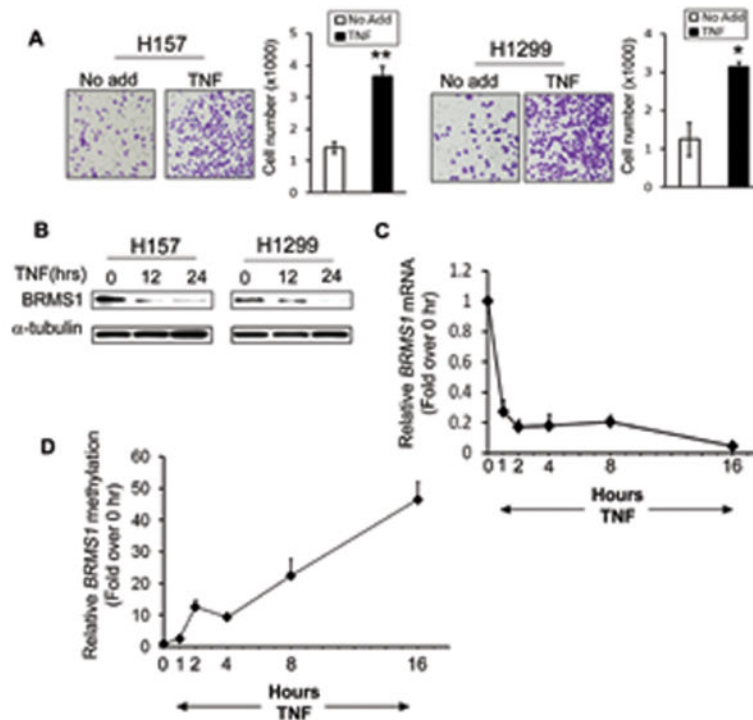 A
H157
No add TNF
Cell number (x1000)
5
4
3
2
1
0
No Add
TNF
**
H1299
No add TNF
Cell number (x1000)
4
3
2
1
0
No Add
TNF
*
B
H157 H1299
TNF(hrs) 0 12 24 0 12 24
BRMS1
α-tubulin
C
Relative BRMS1 mRNA
(Fold over 0 hr)
1.2
1
0.8
0.6
0.4
0.2
0
0 1 2 4 8 16
Hours
TNF
D
Relative BRMS1 methylation
(Fold over 0 hr)
60
50
40
30
20
10
0
0 1 2 4 8 16
Hours
TNF